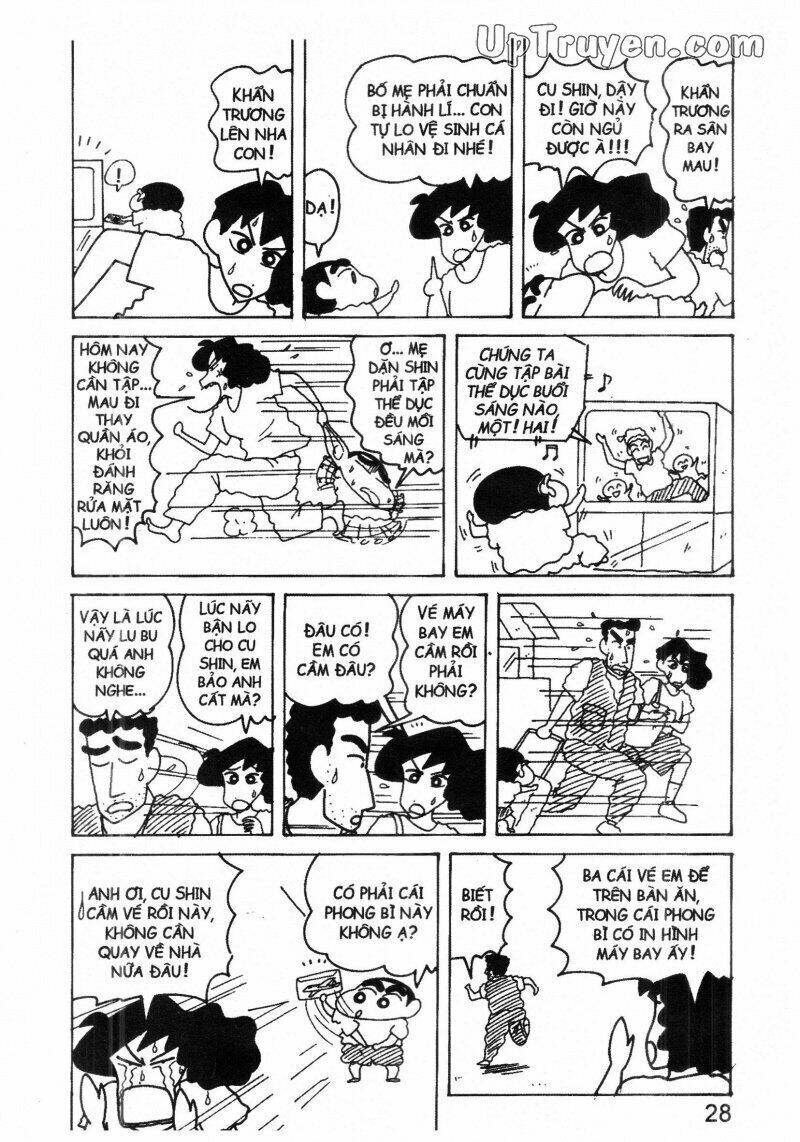 UpTruyen.com
KHẨN
TRƯƠNG
RA SÂN
BAY
MAU!
CU SHIN, DẬY
ĐI! GIỜ NÀY
CÒN NGỦ
ĐƯỢC À!!!
BỐ MẸ PHẢI CHUẨN
BỊ HÀNH LÍ... CON
TỰ LO VỆ SINH CÁ
NHÂN ĐI NHÉ!
DẠ!
KHẨN
TRƯƠNG
LÊN NHA
CON!
!
CHÚNG TA
CÙNG TẬP BÀI
THỂ DỤC BUỔI
SÁNG NÀO
MỘT! HAI!
Ơ... MẸ
DẶN SHIN
PHẢI TẬP
THỂ DỤC
ĐỀU MỖI
SÁNG
MÀ?
HÔM NAY
KHÔNG
CẦN TẬP...
MAU ĐI
THAY
QUẦN ÁO,
KHỎI
ĐÁNH
RĂNG
RỬA MẶT
LUÔN!
VÉ MÁY
BAY EM
CẦM RỒI
PHẢI
KHÔNG?
ĐÂU CÓ!
EM CÓ
CẦM ĐÂU?
LÚC NÃY
BẬN LO
CHO CU
SHIN, EM
BẢO ANH
CẤT MÀ?
VẬY LÀ LÚC
NÃY LU BU
QUÁ ANH
KHÔNG
NGHE...
BA CÁI VÉ EM ĐỂ
TRÊN BÀN ĂN,
TRONG CÁI PHONG
BÌ CÓ IN HÌNH
MÁY BAY ẤY!
BIẾT
RỒI!
CÓ PHẢI CÁI
PHONG BÌ NÀY
KHÔNG Ạ?
ANH ƠI, CU SHIN
CẦM VÉ RỒI NÀY,
KHÔNG CẦN
QUAY VỀ NHÀ
NỮA ĐÂU!
28